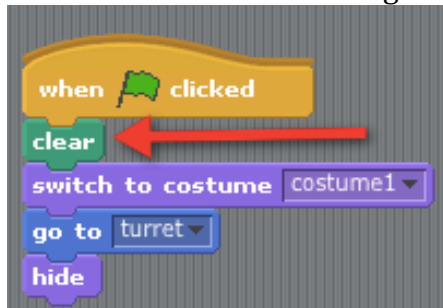 when clicked
clear
switch to costume costume1
go to turret
hide